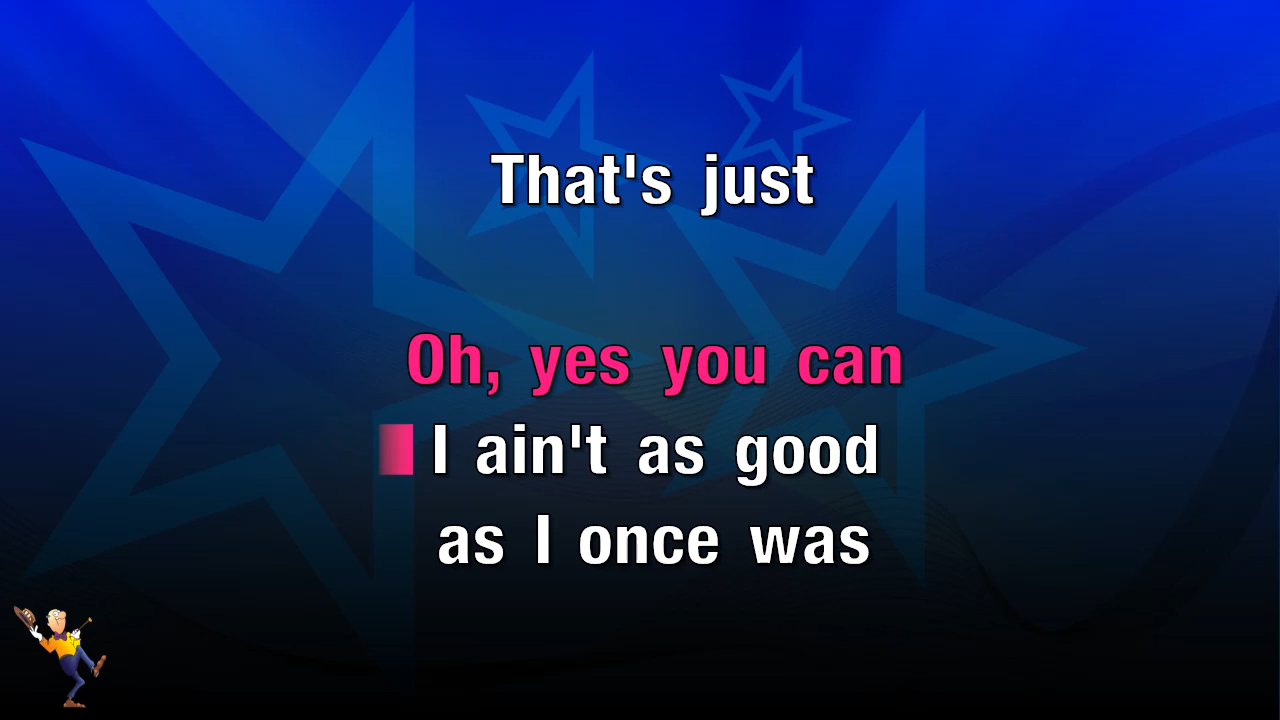 That's just
Oh, yes you can
I ain't as good
as I once was